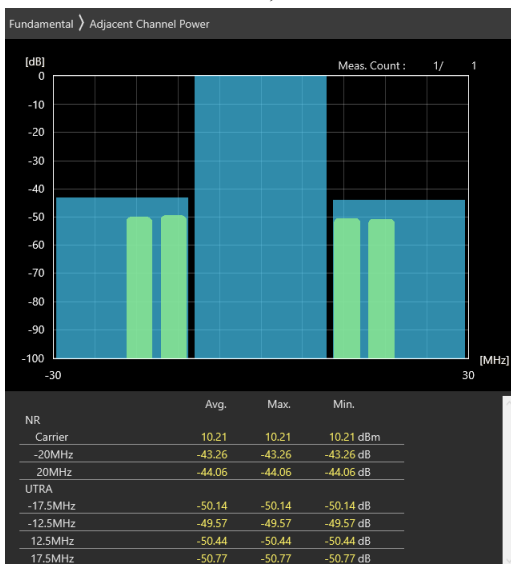 Fundamental 〉 Adjacent Channel Power
[dB] Meas. Count : 1/ 1
0
-10
-20
-30
-40
-50
-60
-70
-80
-90
-100 [MHz]
-30 30
Avg. Max. Min.
NR
Carrier 10.21 10.21 10.21 dBm
-20MHz -43.26 -43.26 -43.26 dB
20MHz -44.06 -44.06 -44.06 dB
UTRA
-17.5MHz -50.14 -50.14 -50.14 dB
-12.5MHz -49.57 -49.57 -49.57 dB
12.5MHz -50.44 -50.44 -50.44 dB
17.5MHz -50.77 -50.77 -50.77 dB